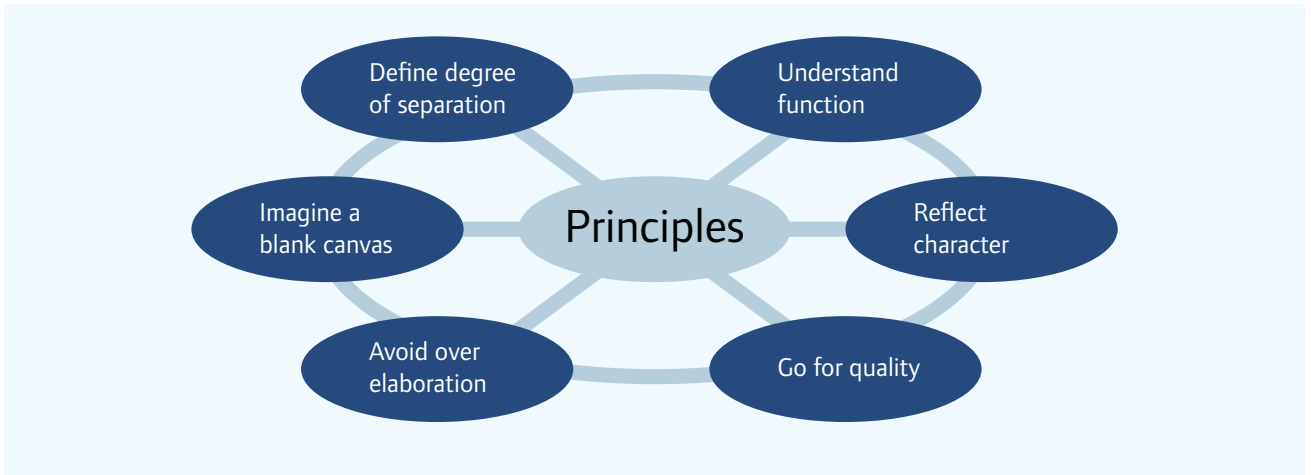 Define degree
of separation
Understand
function
Imagine a
blank canvas
Principles
Reflect
character
Avoid over
elaboration
Go for quality